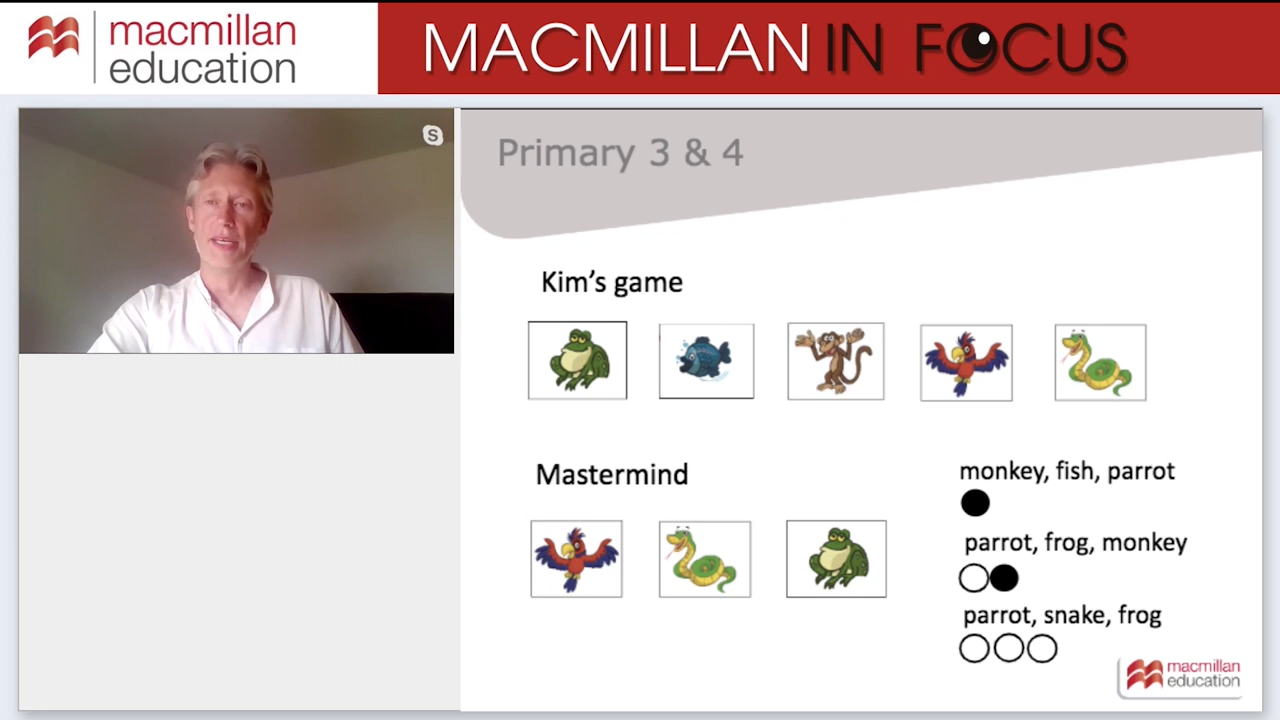 macmillan
education
MACMILLAN IN FOCUS
S
Primary 3 & 4
Kim's game
Mastermind
monkey, fish, parrot
parrot, frog, monkey
parrot, snake, frog
macmillan
education